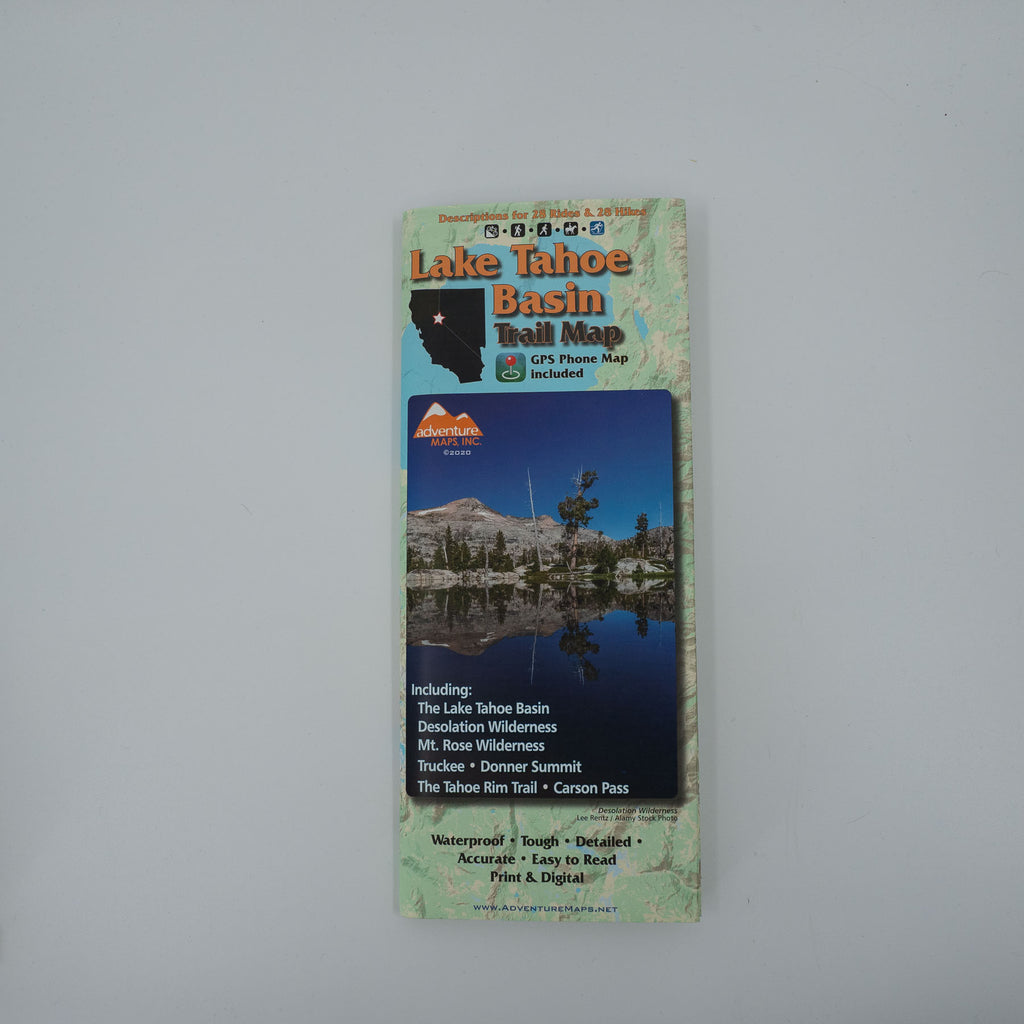 Descriptions for 28 Rides & 28 Hikes
Lake Tahoe
Basin
Trail Map
GPS Phone Map
included
adventure
MAPS, INC.
©2020
Including:
The Lake Tahoe Basin
Desolation Wilderness
Mt. Rose Wilderness
Truckee • Donner Summit
The Tahoe Rim Trail • Carson Pass
Desolation Wilderness
Lee Rentz / Alamy Stock Photo
Waterproof • Tough • Detailed •
Accurate • Easy to Read
Print & Digital
www.AdventureMaps.net